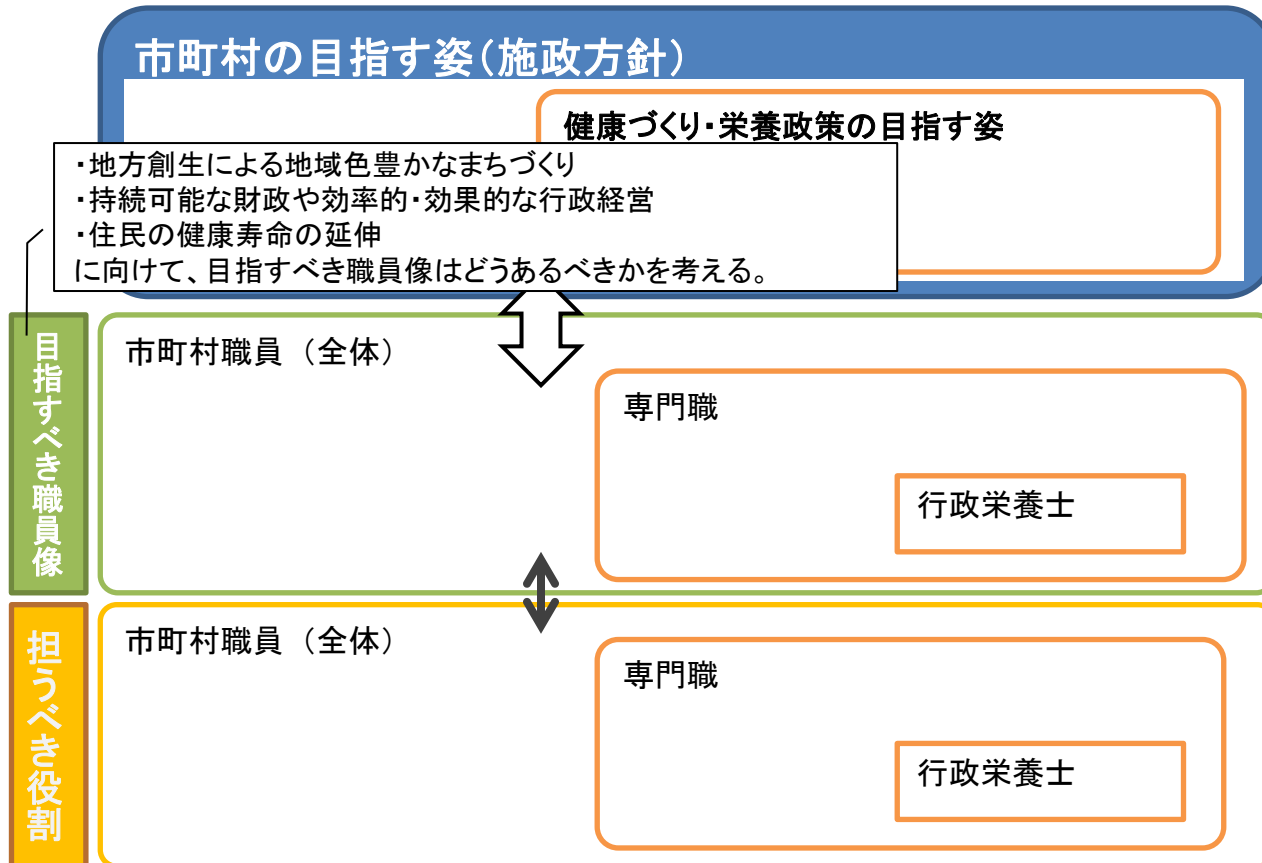 市町村の目指す姿（施政方針）
健康づくり・栄養政策の目指す姿
・地方創生による地域色豊かなまちづくり
・持続可能な財政や効率的・効果的な行政経営
・住民の健康寿命の延伸
に向けて、目指すべき職員像はどうあるべきかを考える。
目指すべき職員像
市町村職員（全体）
専門職
行政栄養士
担うべき役割
市町村職員（全体）
専門職
行政栄養士